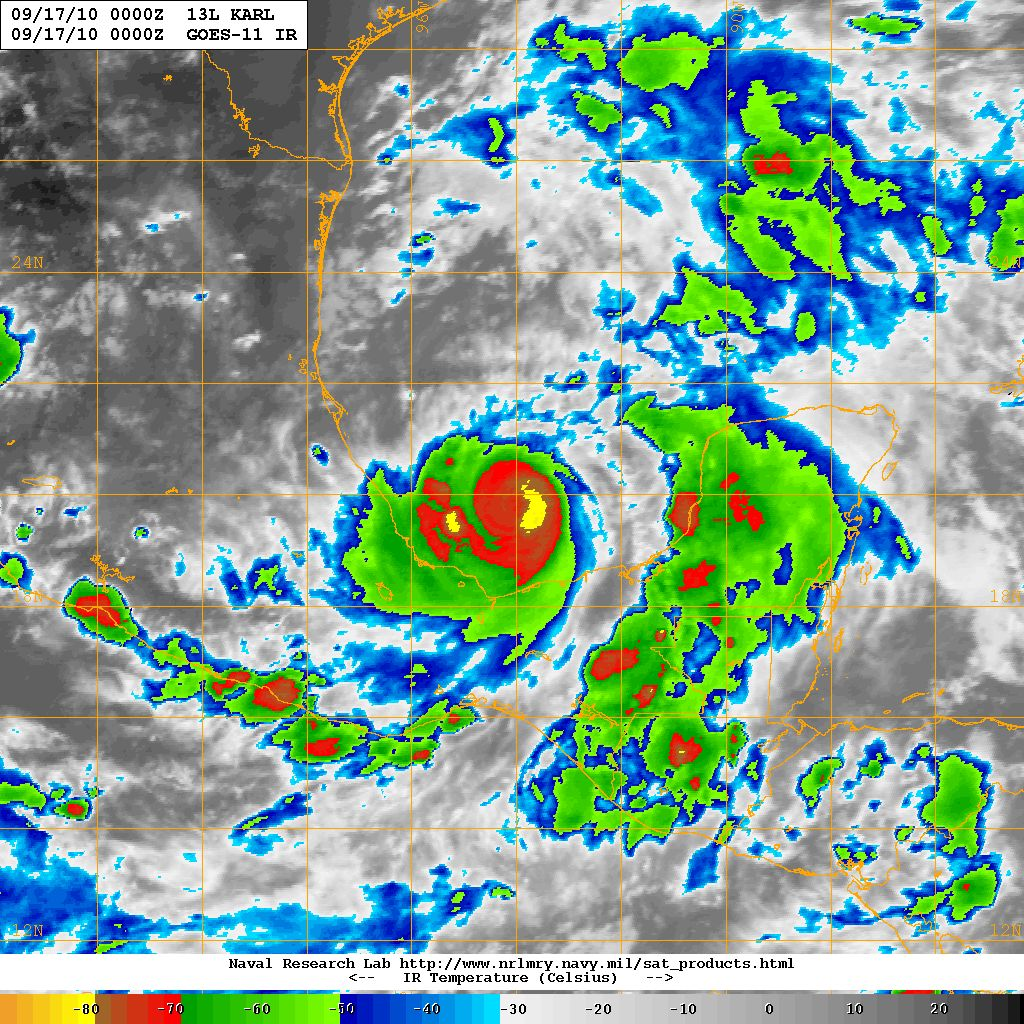 09/17/10 0000Z 13L KARL
09/17/10 0000Z GOES-11 IR
96W
90W
24N
24N
18N
18N
12N
12N
Naval Research Lab http://www.nrlmry.navy.mil/sat_products.html
<-- IR Temperature (Celsius) -->
-80 -70 -60 -50 -40 -30 -20 -10 0 10 20